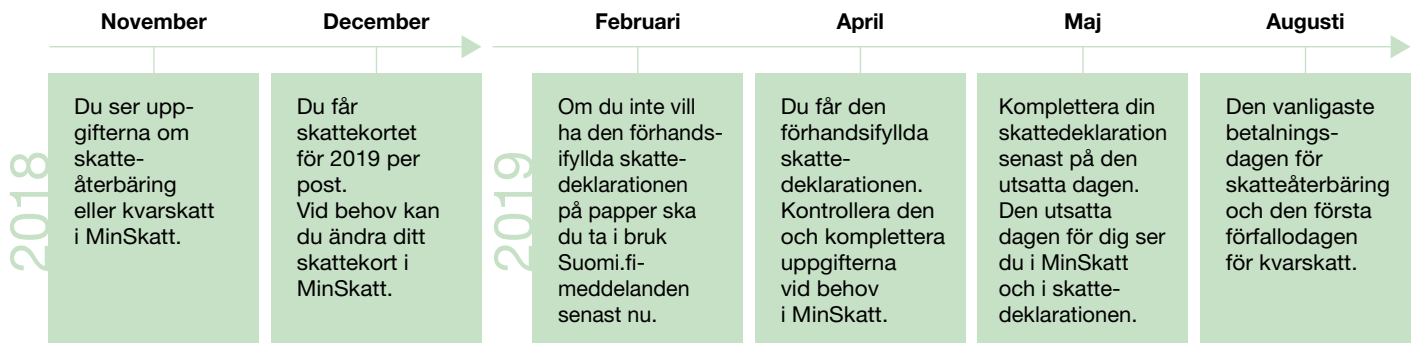 November
December
Februari
April
Maj
Augusti
2018
Du ser upp-
gifterna om
skatte-
återbäring
eller kvarskatt
i MinSkatt.
Du får
skattekortet
för 2019 per
post.
Vid behov kan
du ändra ditt
skattekort i
MinSkatt.
2019
Om du inte vill
ha den förhands-
ifyllda skatte-
deklarationen
på papper ska
du ta i bruk
Suomi.fi-
meddelanden
senast nu.
Du får den
förhandsifyllda
skatte-
deklarationen.
Kontrollera den
och komplettera
uppgifterna
vid behov
i MinSkatt.
Komplettera din
skattedeklaration
senast på den
utsatta dagen.
Den utsatta
dagen för dig ser
du i MinSkatt
och i skatte-
deklarationen.
Den vanligaste
betalnings-
dagen för
skatteåterbäring
och den första
förfallodagen
för kvarskatt.